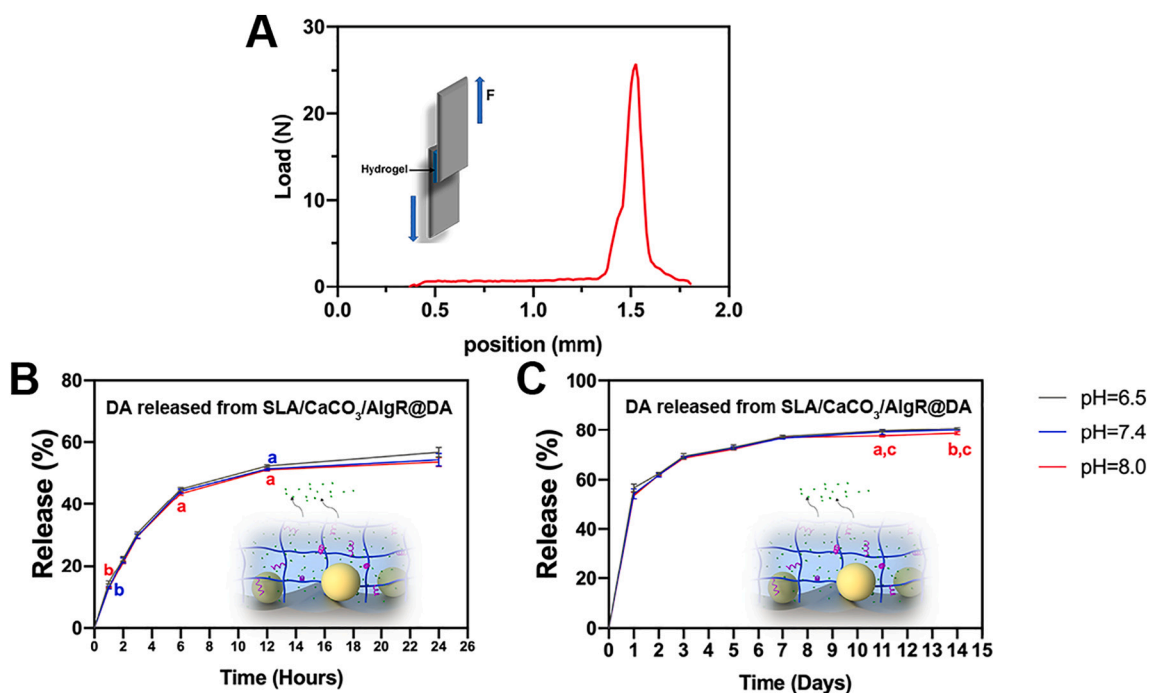 A
30
20
10
0
Load (N)
F
Hydrogel
0.0 0.5 1.0 1.5 2.0
position (mm)
B
80
60
40
20
0
Release (%)
DA released from SLA/CaCO₃/AlgR@DA
a
a
a
b
b
0 2 4 6 8 10 12 14 16 18 20 22 24 26
Time (Hours)
C
100
80
60
40
20
0
Release (%)
DA released from SLA/CaCO₃/AlgR@DA
a,c
b,c
0 1 2 3 4 5 6 7 8 9 10 11 12 13 14 15
Time (Days)
pH=6.5
pH=7.4
pH=8.0